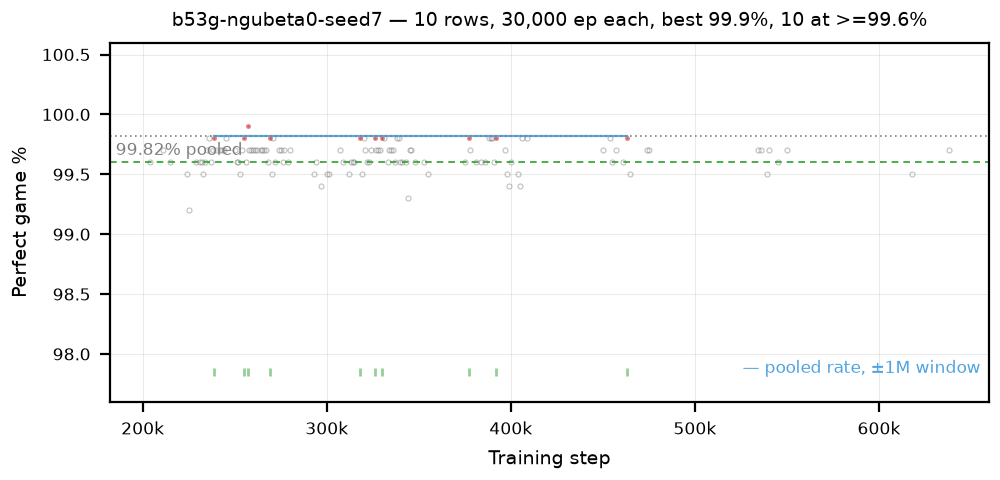 b53g-ngubeta0-seed7 — 10 rows, 30,000 ep each, best 99.9%, 10 at >=99.6%
100.5
100.0
99.82% pooled
99.5
99.0
98.5
98.0
Perfect game %
— pooled rate, ±1M window
200k 300k 400k 500k 600k
Training step